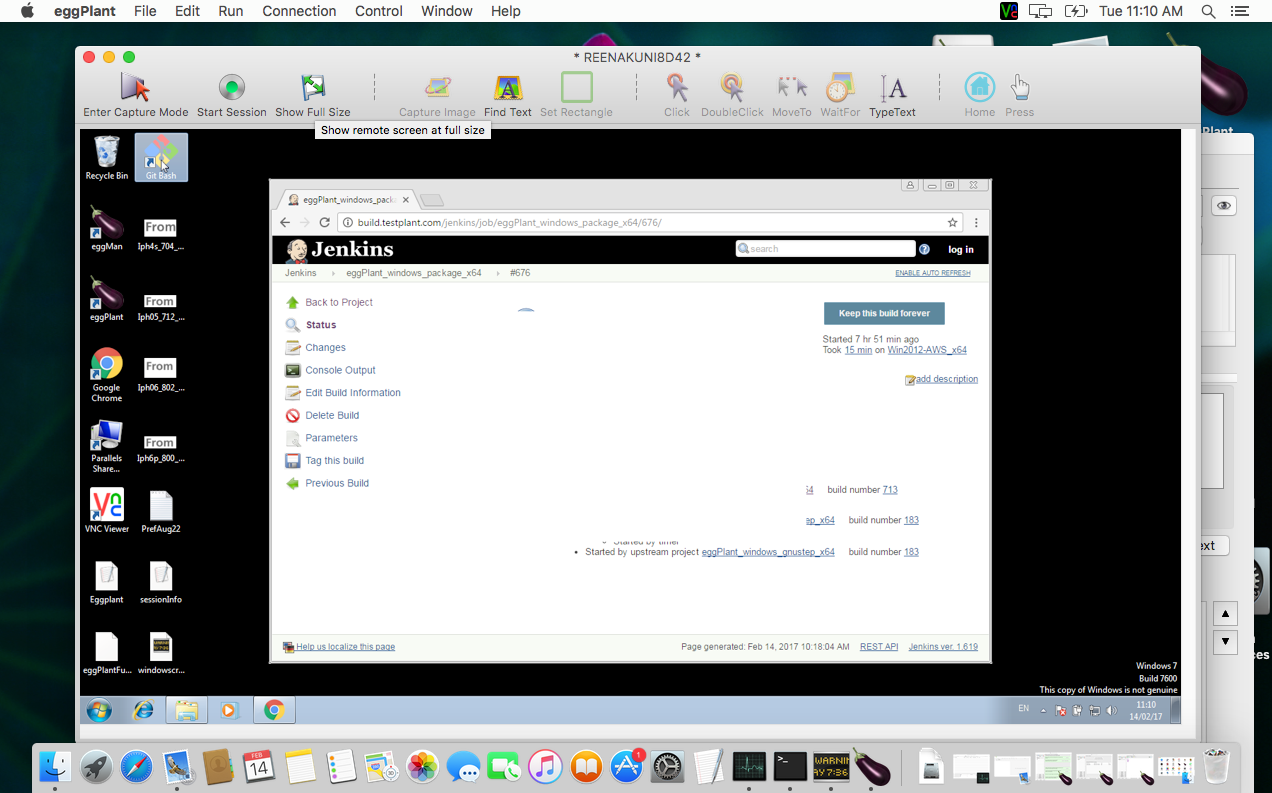 eggPlant File Edit Run Connection Control Window Help Tue 11:10 AM
* REENAKUNI8D42 *
Enter Capture Mode Start Session Show Full Size Capture Image Find Text Set Rectangle Click DoubleClick MoveTo WaitFor TypeText Home Press
Show remote screen at full size
Recycle Bin Git Bash
eggMan Iph4s_704_...
eggPlant Iph05_712_...
Google Chrome Iph06_802_...
Parallels Share... Iph6p_800_...
VNC Viewer PrefAug22
Eggplant sessionInfo
eggPlantFu... windowscr...
From
From
From
From
eggPlant_windows_pack
build.testplant.com/jenkins/job/eggPlant_windows_package_x64/676/
Jenkins search log in
Jenkins eggPlant_windows_package_x64 #676 ENABLE AUTO REFRESH
Back to Project
Status
Changes
Console Output
Edit Build Information
Delete Build
Parameters
Tag this build
Previous Build
Keep this build forever
Started 7 hr 51 min ago
Took 15 min on Win2012-AWS_x64
add description
64 build number 713
ep_x64 build number 183
Started by timer
Started by upstream project eggPlant_windows_gnustep_x64 build number 183
Help us localize this page Page generated: Feb 14, 2017 10:18:04 AM REST API Jenkins ver. 1.619
Windows 7
Build 7600
This copy of Windows is not genuine
EN 11:10
14/02/17
Plant
ext
ces
FEB
14
1
WARNIN
AY 7:36